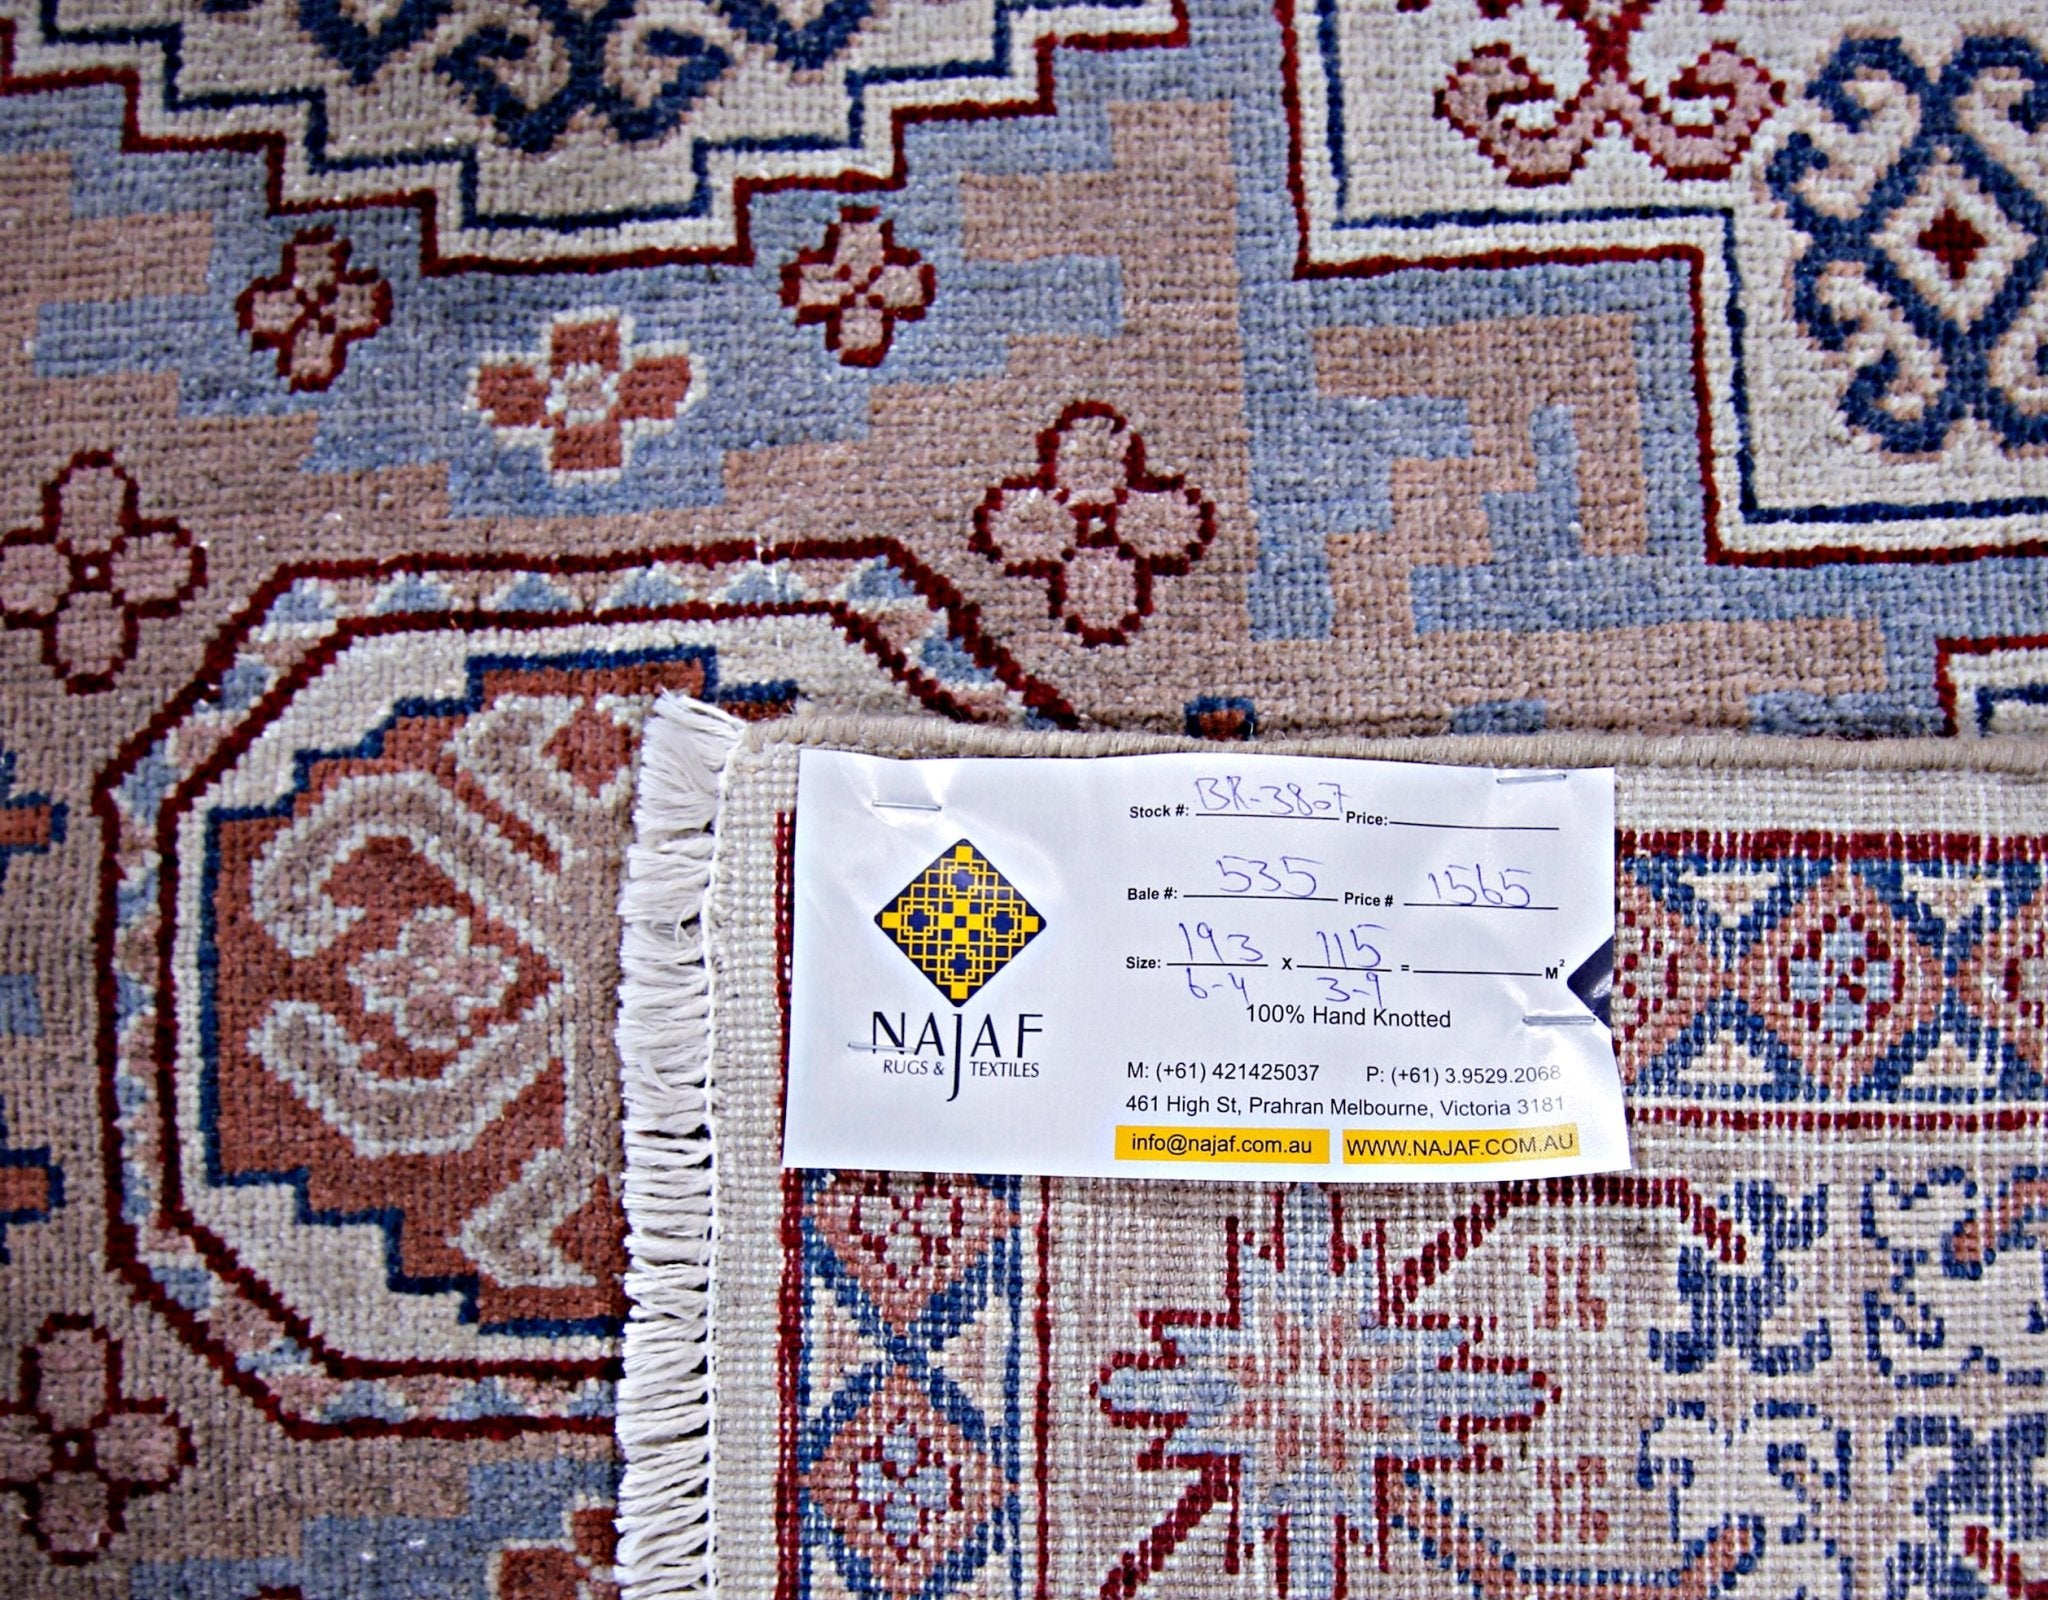 Stock #: BR-3807 Price:
Bale #: 535 Price # 1565
Size: 193 x 115 = M²
6-4 3-9
100% Hand Knotted
NAJAF
RUGS & TEXTILES
M: (+61) 421425037 P: (+61) 3.9529.2068
461 High St, Prahran Melbourne, Victoria 3181
info@najaf.com.au WWW.NAJAF.COM.AU